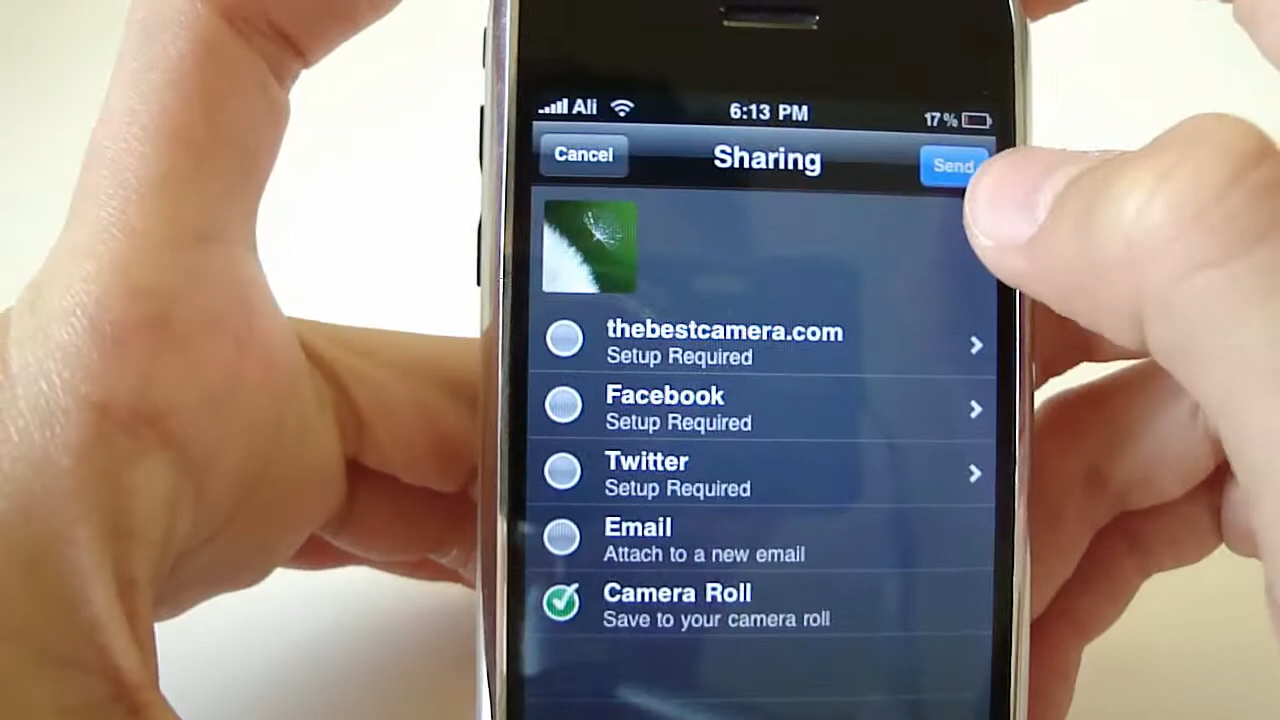 Ali 6:13 PM 17%
Cancel Sharing Send
thebestcamera.com
Setup Required
Facebook
Setup Required
Twitter
Setup Required
Email
Attach to a new email
Camera Roll
Save to your camera roll